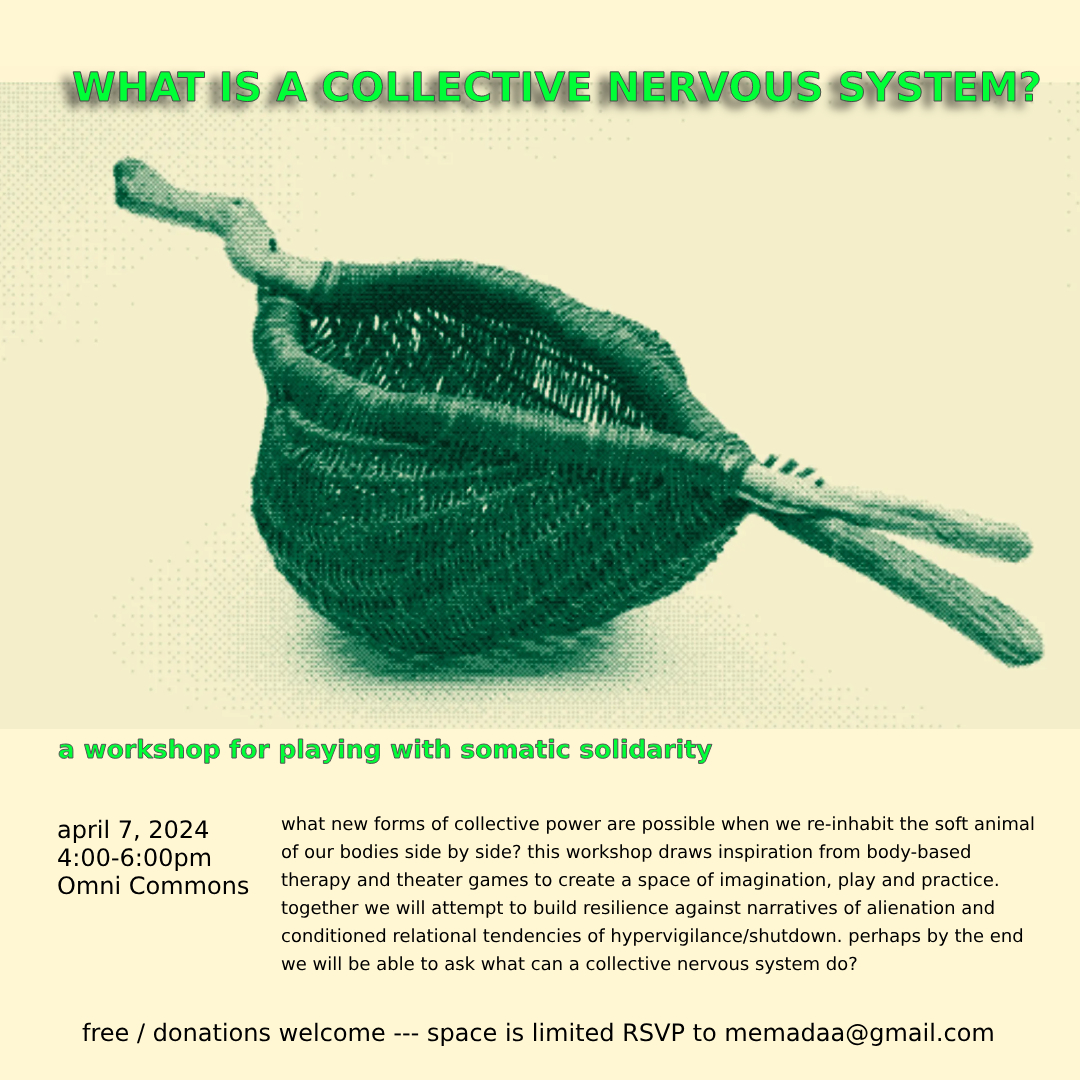 WHAT IS A COLLECTIVE NERVOUS SYSTEM?
a workshop for playing with somatic solidarity
april 7, 2024
4:00-6:00pm
Omni Commons
what new forms of collective power are possible when we re-inhabit the soft animal
of our bodies side by side? this workshop draws inspiration from body-based
therapy and theater games to create a space of imagination, play and practice.
together we will attempt to build resilience against narratives of alienation and
conditioned relational tendencies of hypervigilance/shutdown. perhaps by the end
we will be able to ask what can a collective nervous system do?
free / donations welcome --- space is limited RSVP to memadaa@gmail.com